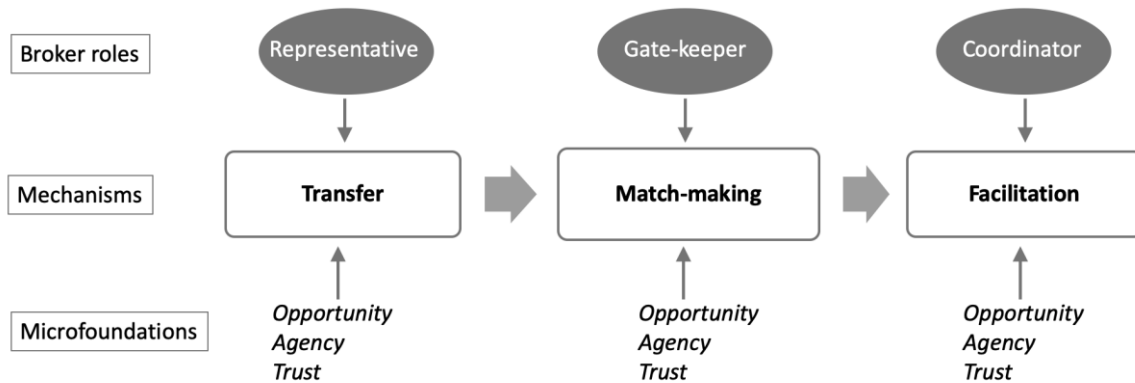 Broker roles
Representative
Gate-keeper
Coordinator
Mechanisms
Transfer
Match-making
Facilitation
Microfoundations
Opportunity
Agency
Trust
Opportunity
Agency
Trust
Opportunity
Agency
Trust